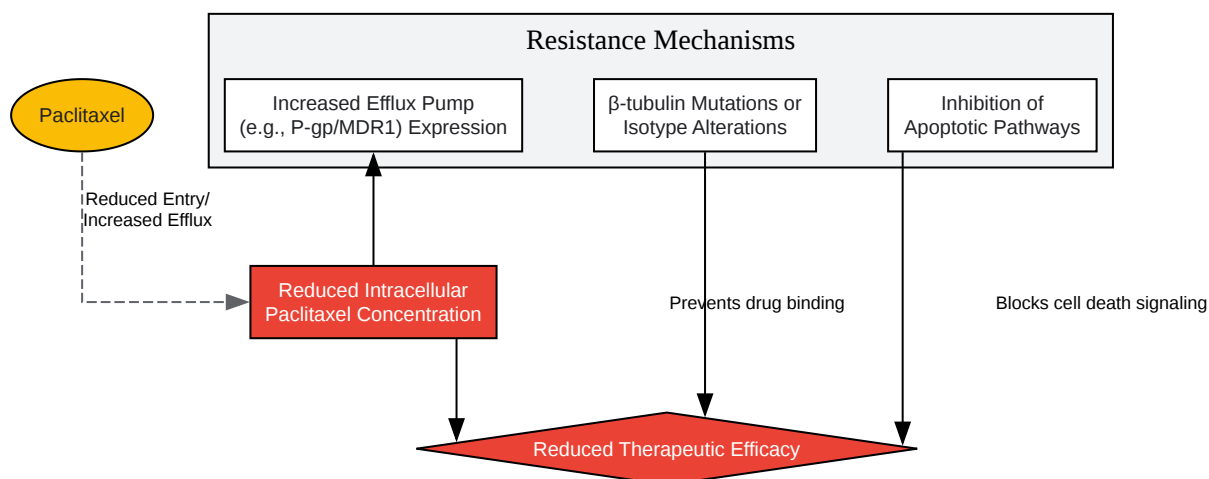 Resistance Mechanisms
Paclitaxel
Increased Efflux Pump
(e.g., P-gp/MDR1) Expression
β-tubulin Mutations or
Isotype Alterations
Inhibition of
Apoptotic Pathways
Reduced Entry/
Increased Efflux
Reduced Intracellular
Paclitaxel Concentration
Prevents drug binding
Blocks cell death signaling
Reduced Therapeutic Efficacy